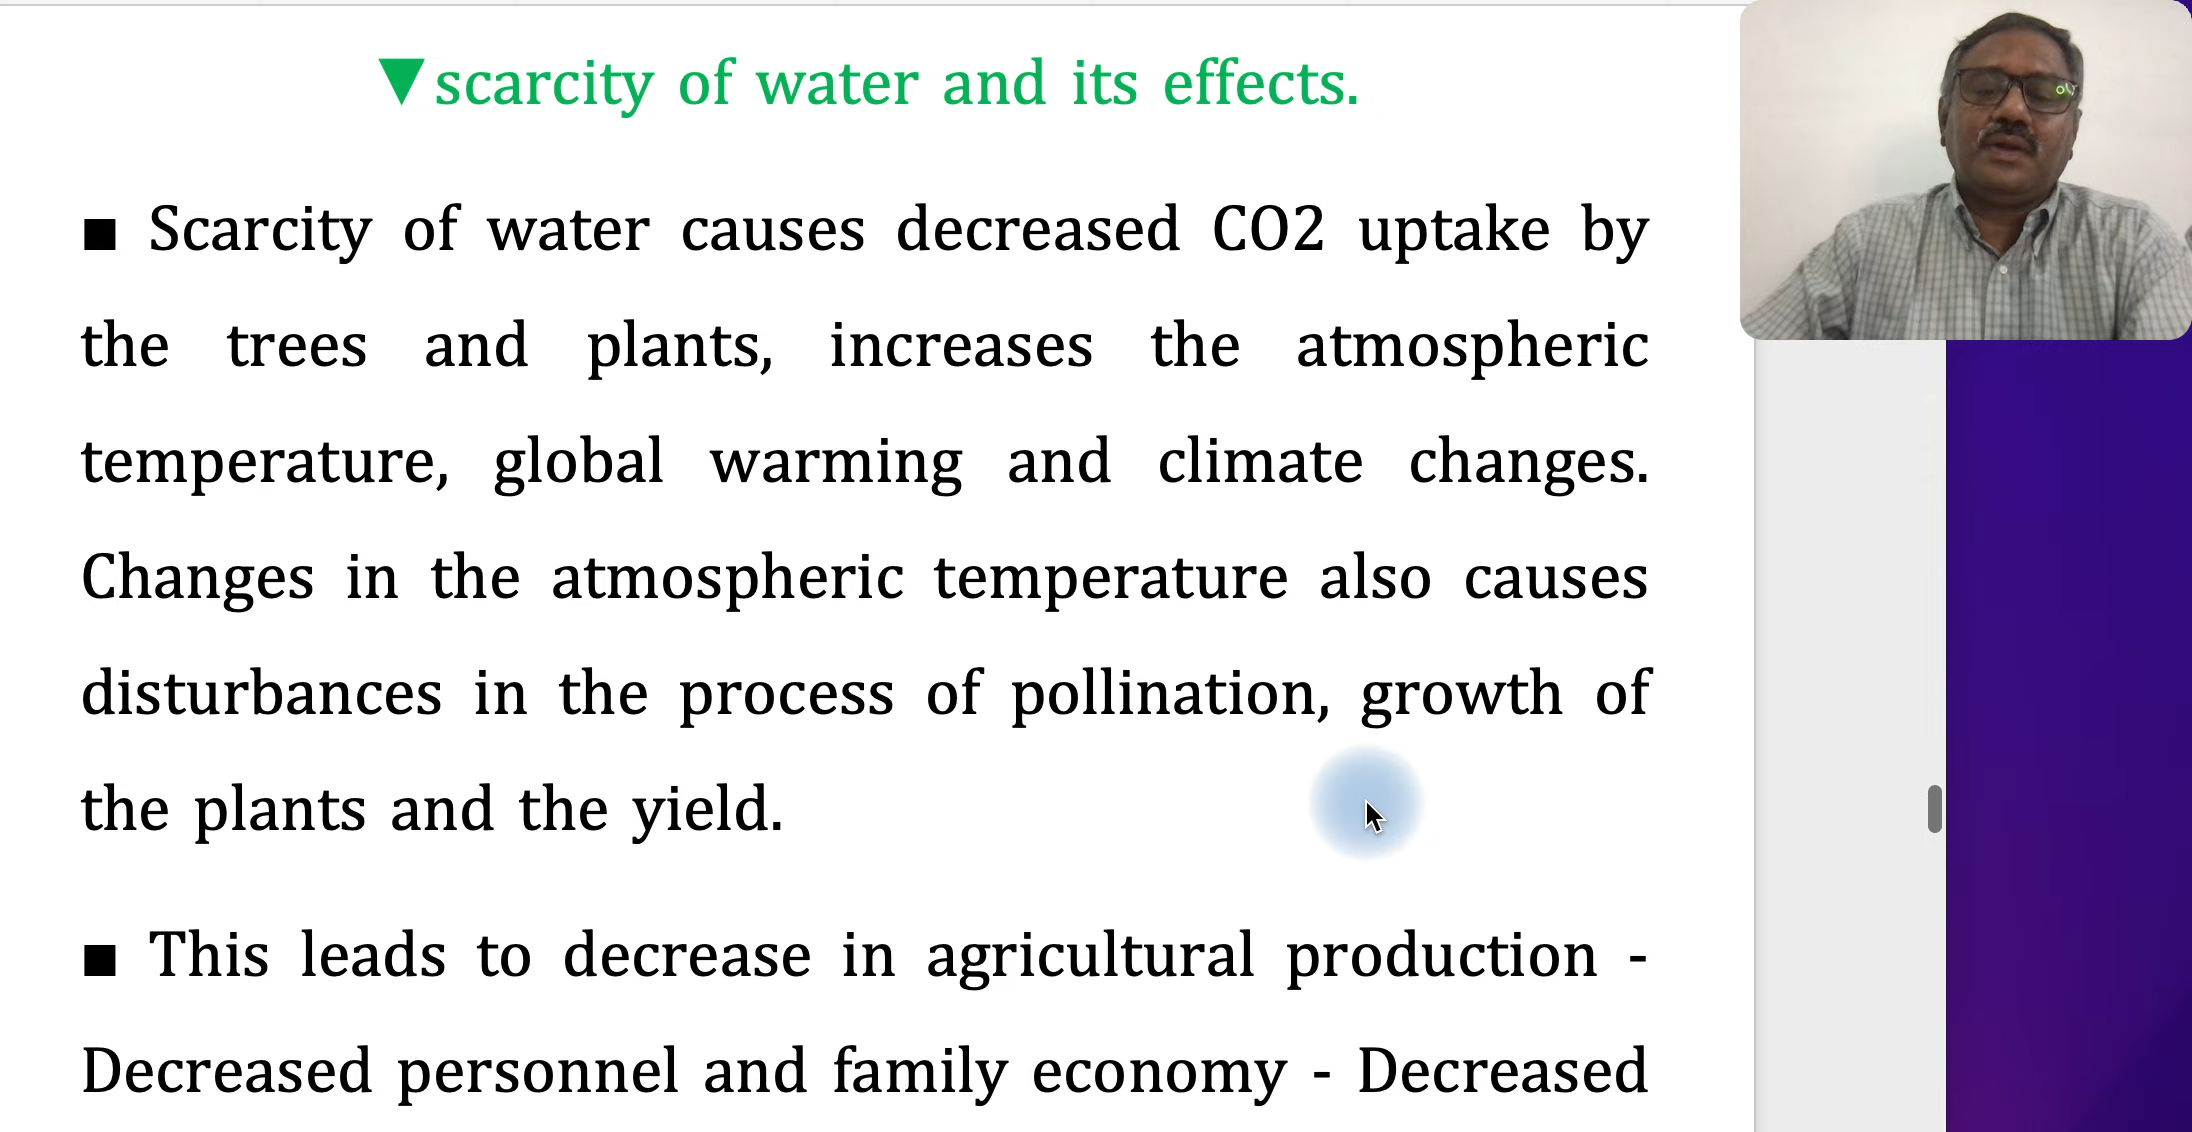 ▼scarcity of water and its effects.
■ Scarcity of water causes decreased CO2 uptake by
the trees and plants, increases the atmospheric
temperature, global warming and climate changes.
Changes in the atmospheric temperature also causes
disturbances in the process of pollination, growth of
the plants and the yield.
■ This leads to decrease in agricultural production -
Decreased personnel and family economy - Decreased